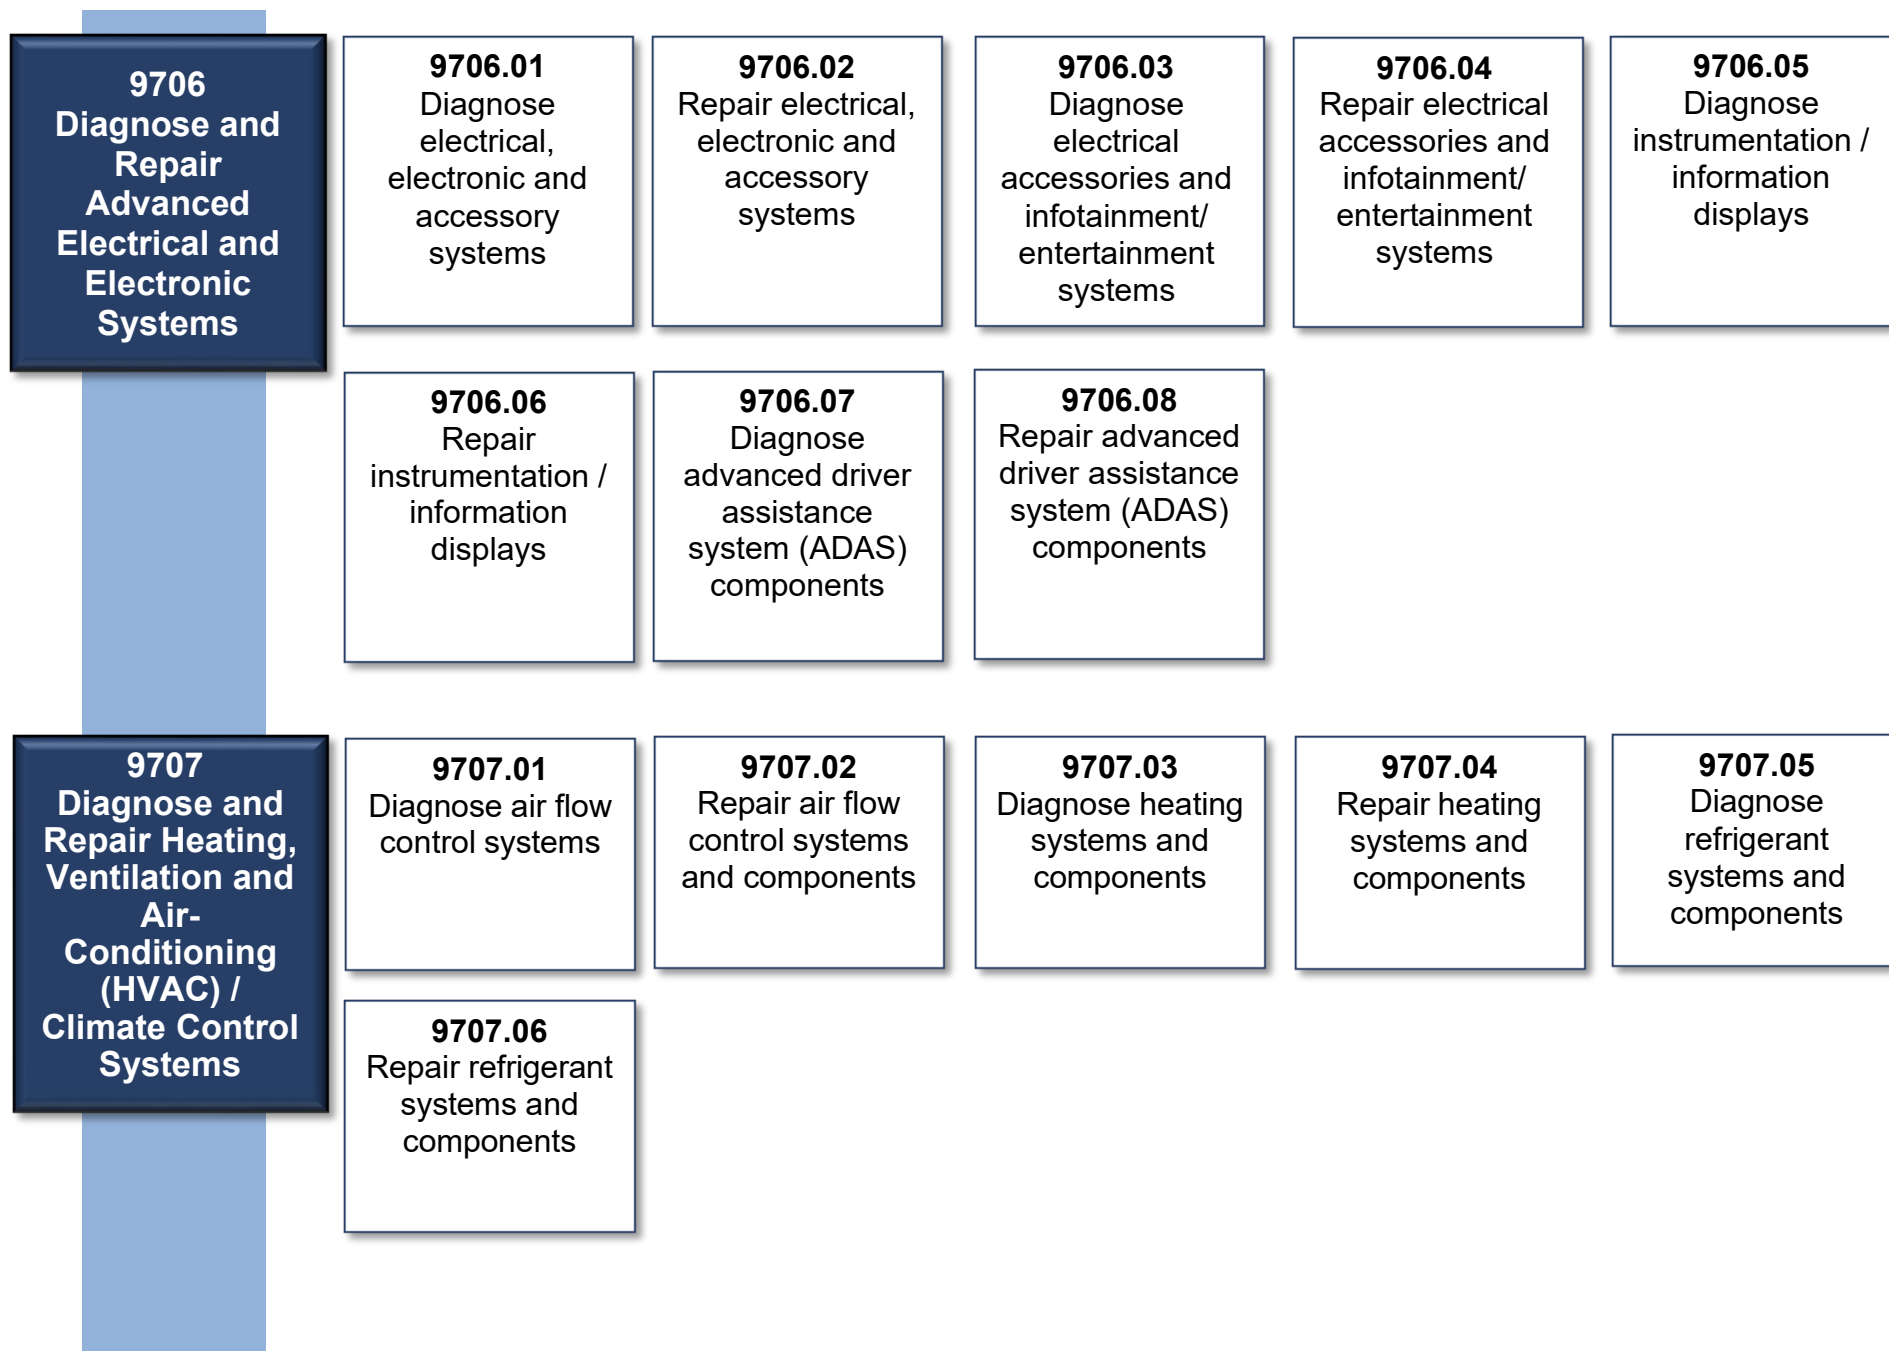 9706
Diagnose and
Repair
Advanced
Electrical and
Electronic
Systems
9706.01
Diagnose
electrical,
electronic and
accessory
systems
9706.02
Repair electrical,
electronic and
accessory
systems
9706.03
Diagnose
electrical
accessories and
infotainment/
entertainment
systems
9706.04
Repair electrical
accessories and
infotainment/
entertainment
systems
9706.05
Diagnose
instrumentation /
information
displays
9706.06
Repair
instrumentation /
information
displays
9706.07
Diagnose
advanced driver
assistance
system (ADAS)
components
9706.08
Repair advanced
driver assistance
system (ADAS)
components
9707
Diagnose and
Repair Heating,
Ventilation and
Air-
Conditioning
(HVAC) /
Climate Control
Systems
9707.01
Diagnose air flow
control systems
9707.02
Repair air flow
control systems
and components
9707.03
Diagnose heating
systems and
components
9707.04
Repair heating
systems and
components
9707.05
Diagnose
refrigerant
systems and
components
9707.06
Repair refrigerant
systems and
components